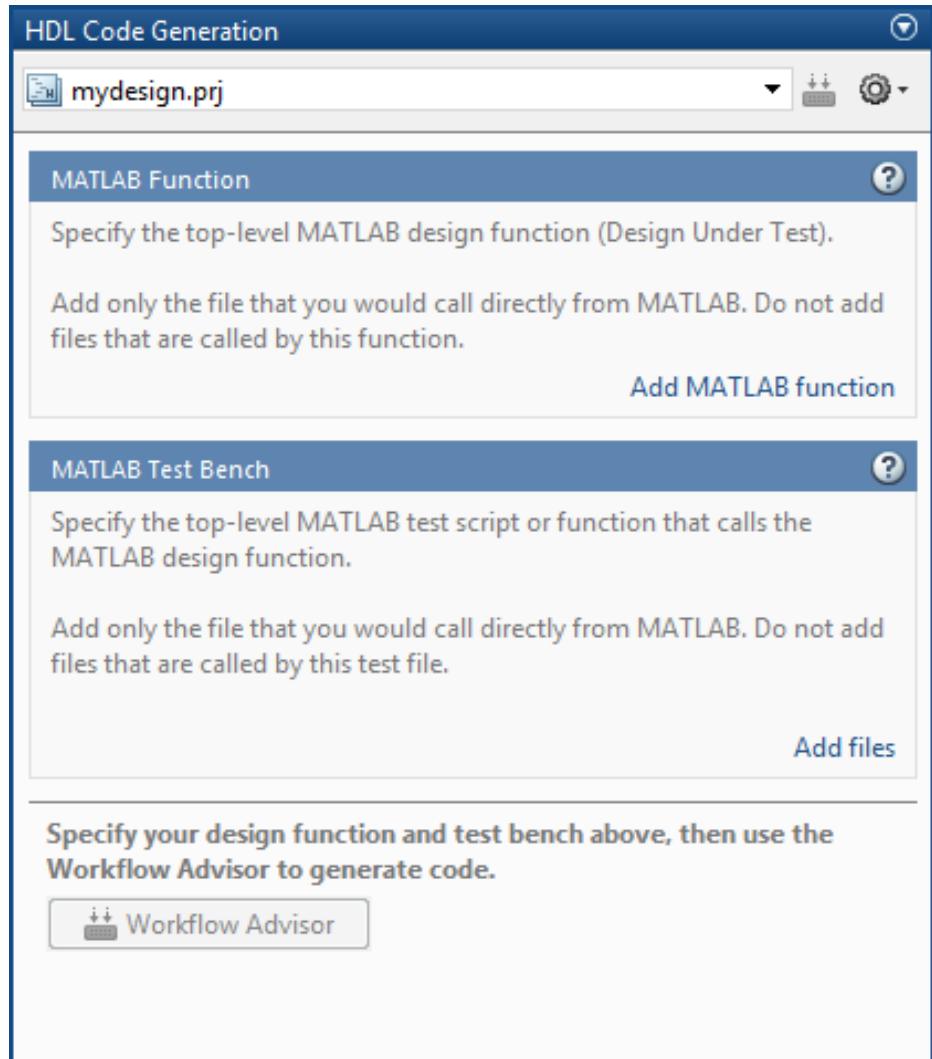 HDL Code Generation
mydesign.prj
MATLAB Function
?
Specify the top-level MATLAB design function (Design Under Test).
Add only the file that you would call directly from MATLAB. Do not add
files that are called by this function.
Add MATLAB function
MATLAB Test Bench
?
Specify the top-level MATLAB test script or function that calls the
MATLAB design function.
Add only the file that you would call directly from MATLAB. Do not add
files that are called by this test file.
Add files
Specify your design function and test bench above, then use the
Workflow Advisor to generate code.
Workflow Advisor